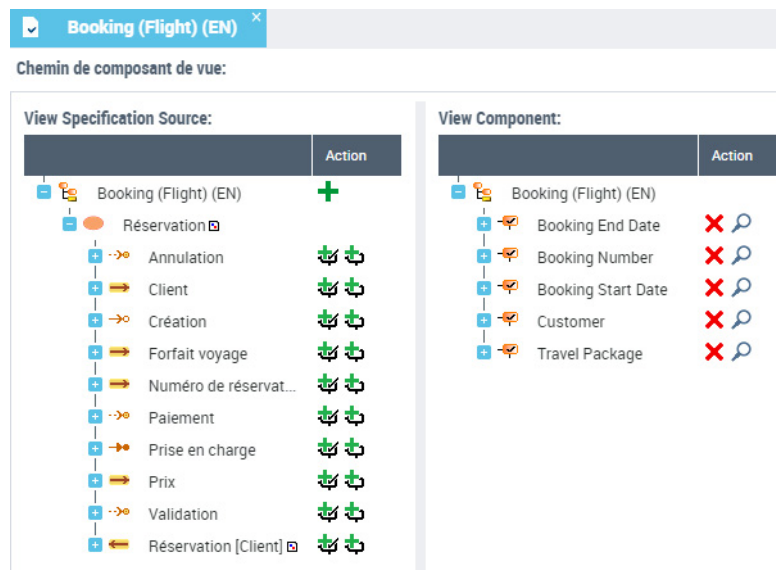 Booking (Flight) (EN)
Chemin de composant de vue:
View Specification Source:
Action
Booking (Flight) (EN)
Réservation
Annulation
Client
Création
Forfait voyage
Numéro de réservat...
Paiement
Prise en charge
Prix
Validation
Réservation [Client]
View Component:
Action
Booking (Flight) (EN)
Booking End Date
Booking Number
Booking Start Date
Customer
Travel Package